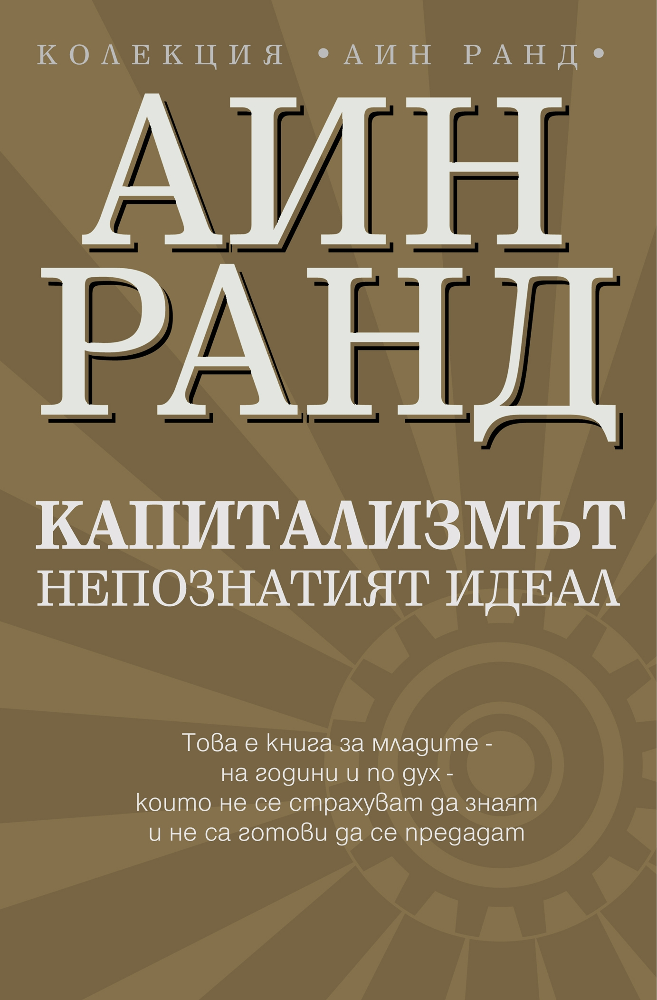 КОЛЕКЦИЯ •АИН РАНД•
АИН
РАНД
КАПИТАЛИЗМЪТ
НЕПОЗНАТИЯТ ИДЕАЛ
Това е книга за младите -
на години и по дух -
които не се страхуват да знаят
и не са готови да се предадат